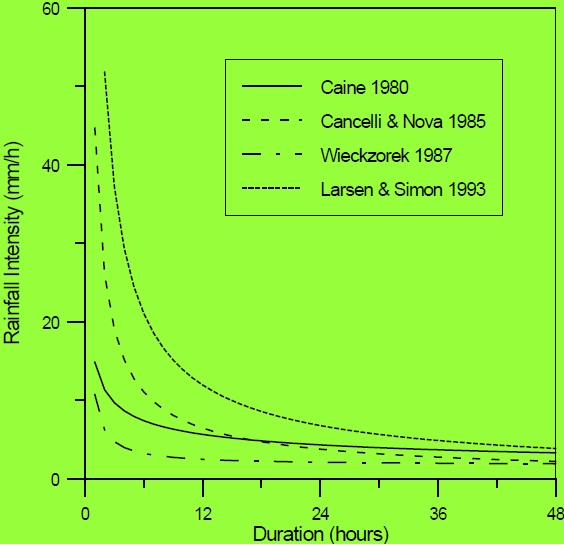 60
40
20
0
Rainfall Intensity (mm/h)
Caine 1980
Cancelli & Nova 1985
Wieckzorek 1987
Larsen & Simon 1993
0 12 24 36 48
Duration (hours)